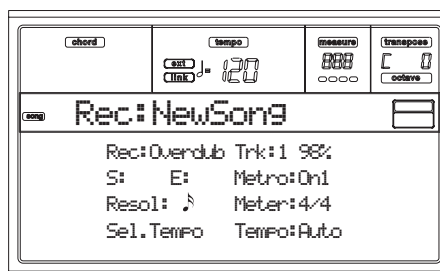 chord tempo measure transpose
ext link ♩= 120 888 C 0
octave
song Rec:NewSong
Rec:Overdub Trk:1 98%
S: E: Metro:On1
Resol: 𝅘𝅥𝅯 Meter:4/4
Sel.Tempo Tempo:Auto